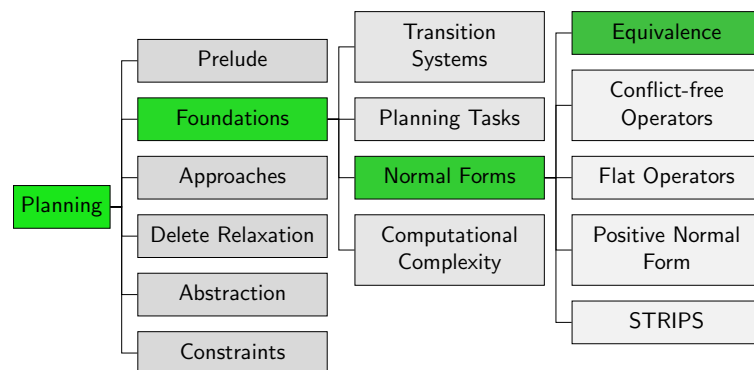 Planning
Prelude
Foundations
Approaches
Delete Relaxation
Abstraction
Constraints
Transition
Systems
Planning Tasks
Normal Forms
Computational
Complexity
Equivalence
Conflict-free
Operators
Flat Operators
Positive Normal
Form
STRIPS